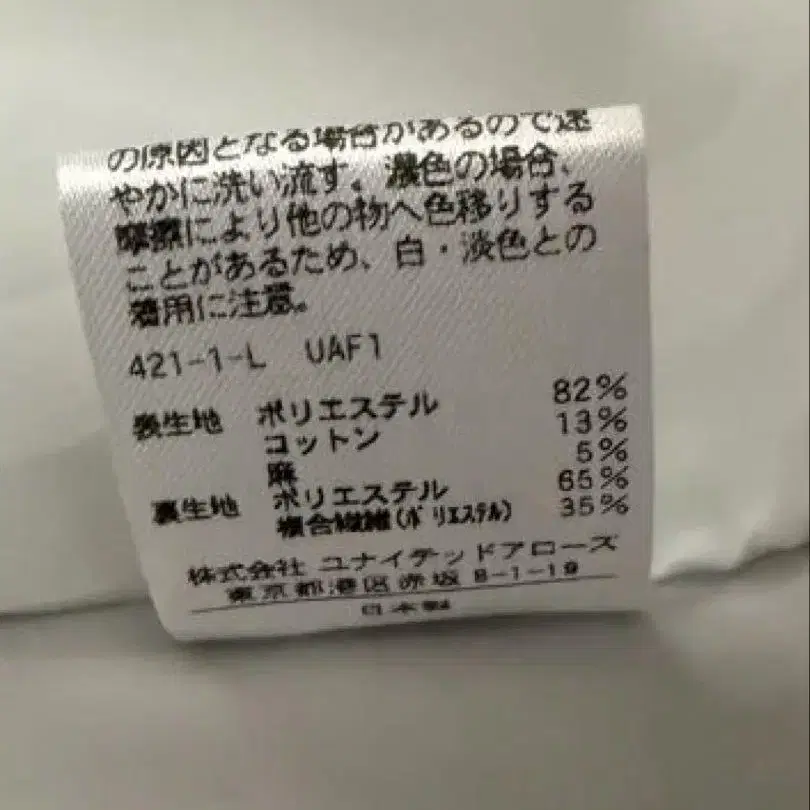 の原因となる場合があるので速
やかに洗い流す。濃色の場合、
摩擦により他の物へ色移りする
ことがあるため、白・淡色との
着用に注意。
421-1-L UAF1
表生地 ポリエステル 82%
コットン 13%
麻 5%
裏生地 ポリエステル 65%
複合繊維(ポリエステル) 35%
株式会社 ユナイテッドアローズ
東京都港区赤坂 8-1-19
日本製